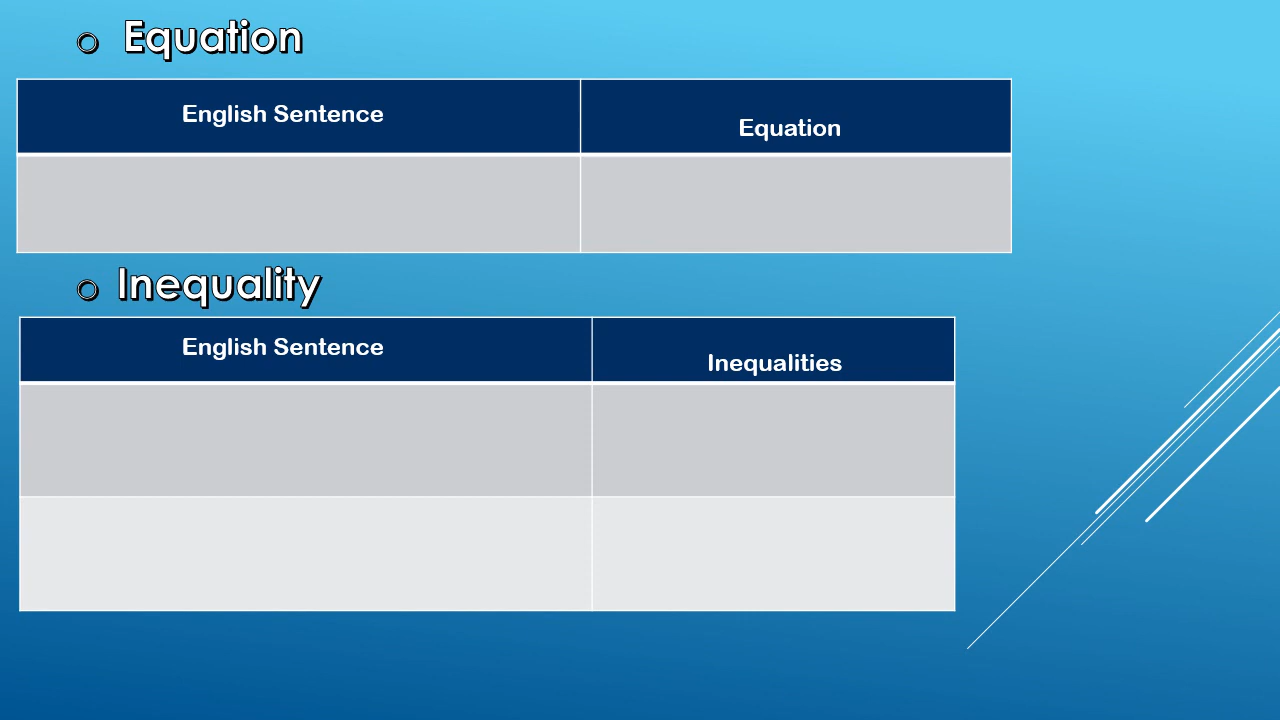 Equation
English Sentence
Equation
Inequality
English Sentence
Inequalities